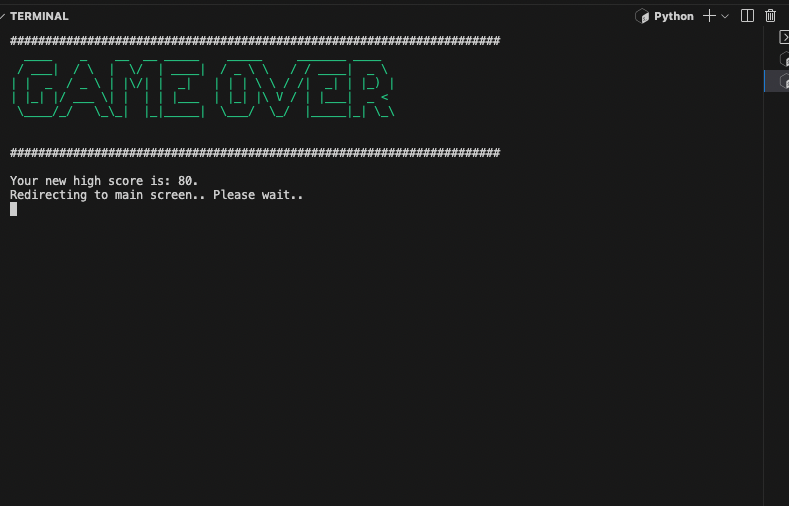 TERMINAL
Python
######################################################################
GAME OVER
######################################################################
Your new high score is: 80.
Redirecting to main screen.. Please wait..